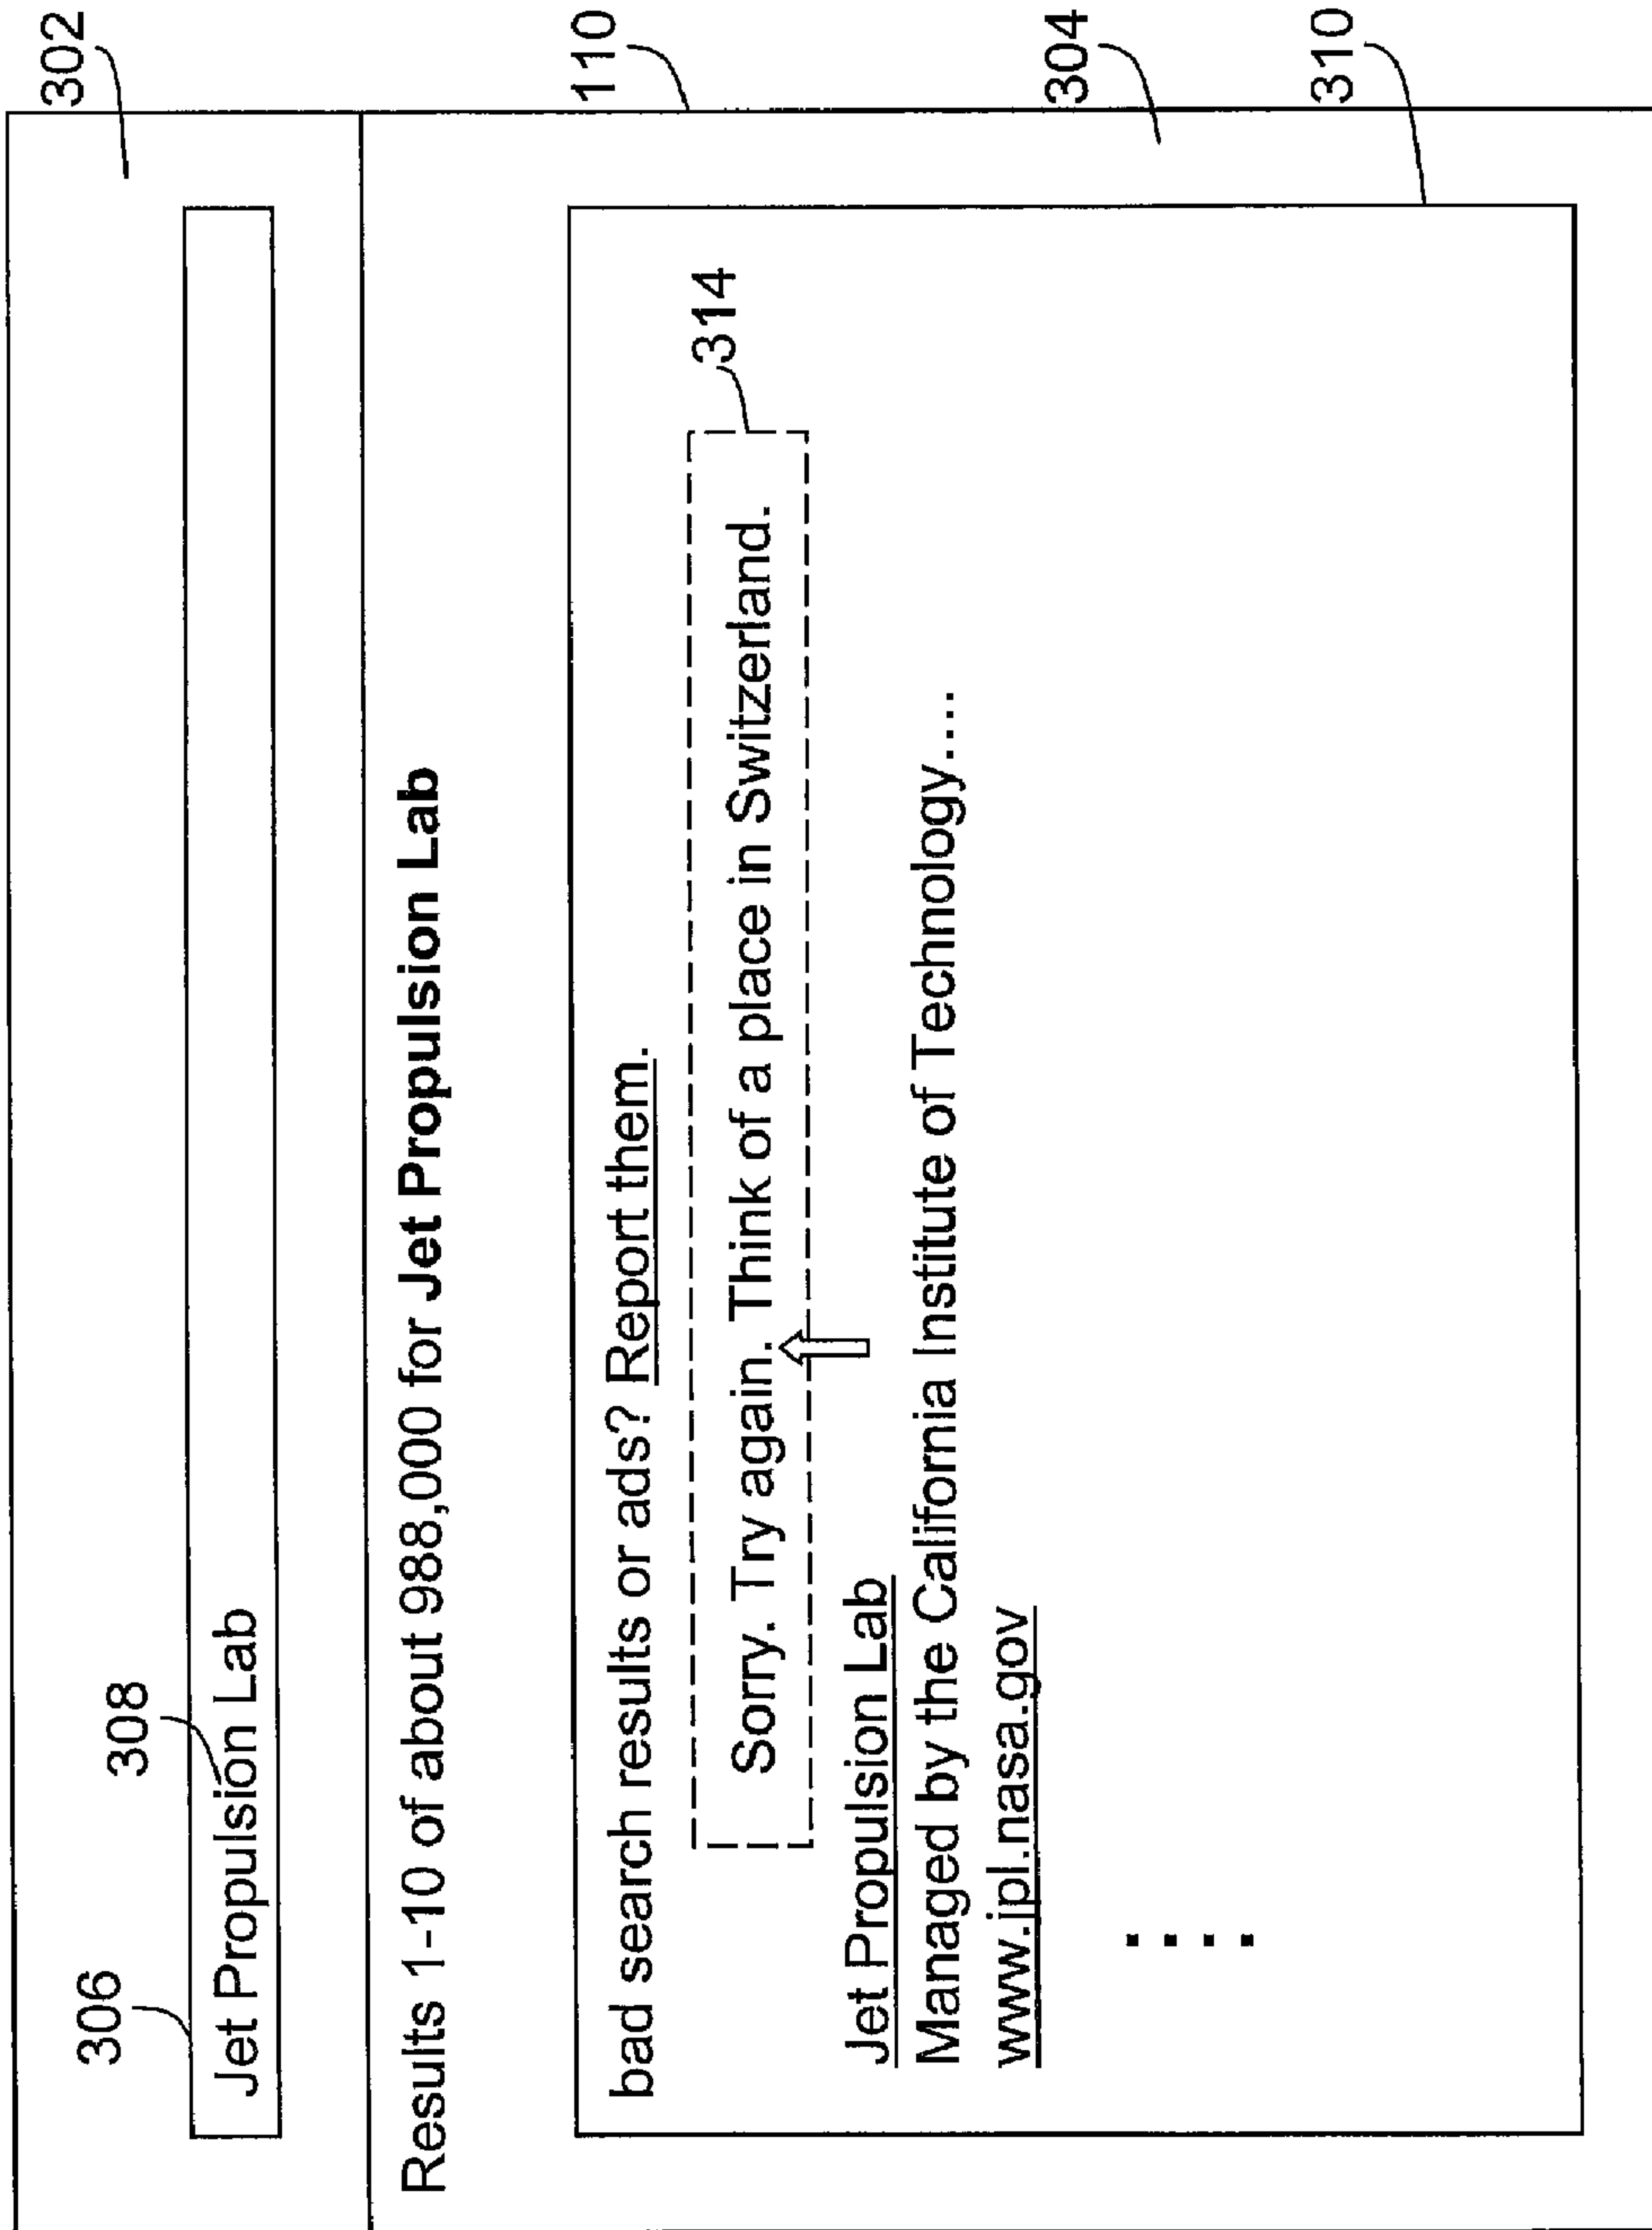 302
306
308
Jet Propulsion Lab
Results 1-10 of about 988,000 for Jet Propulsion Lab
110
bad search results or ads? Report them.
314
Sorry. Try again. Think of a place in Switzerland.
Jet Propulsion Lab
Managed by the California Institute of Technology....
www.jpl.nasa.gov
304
310